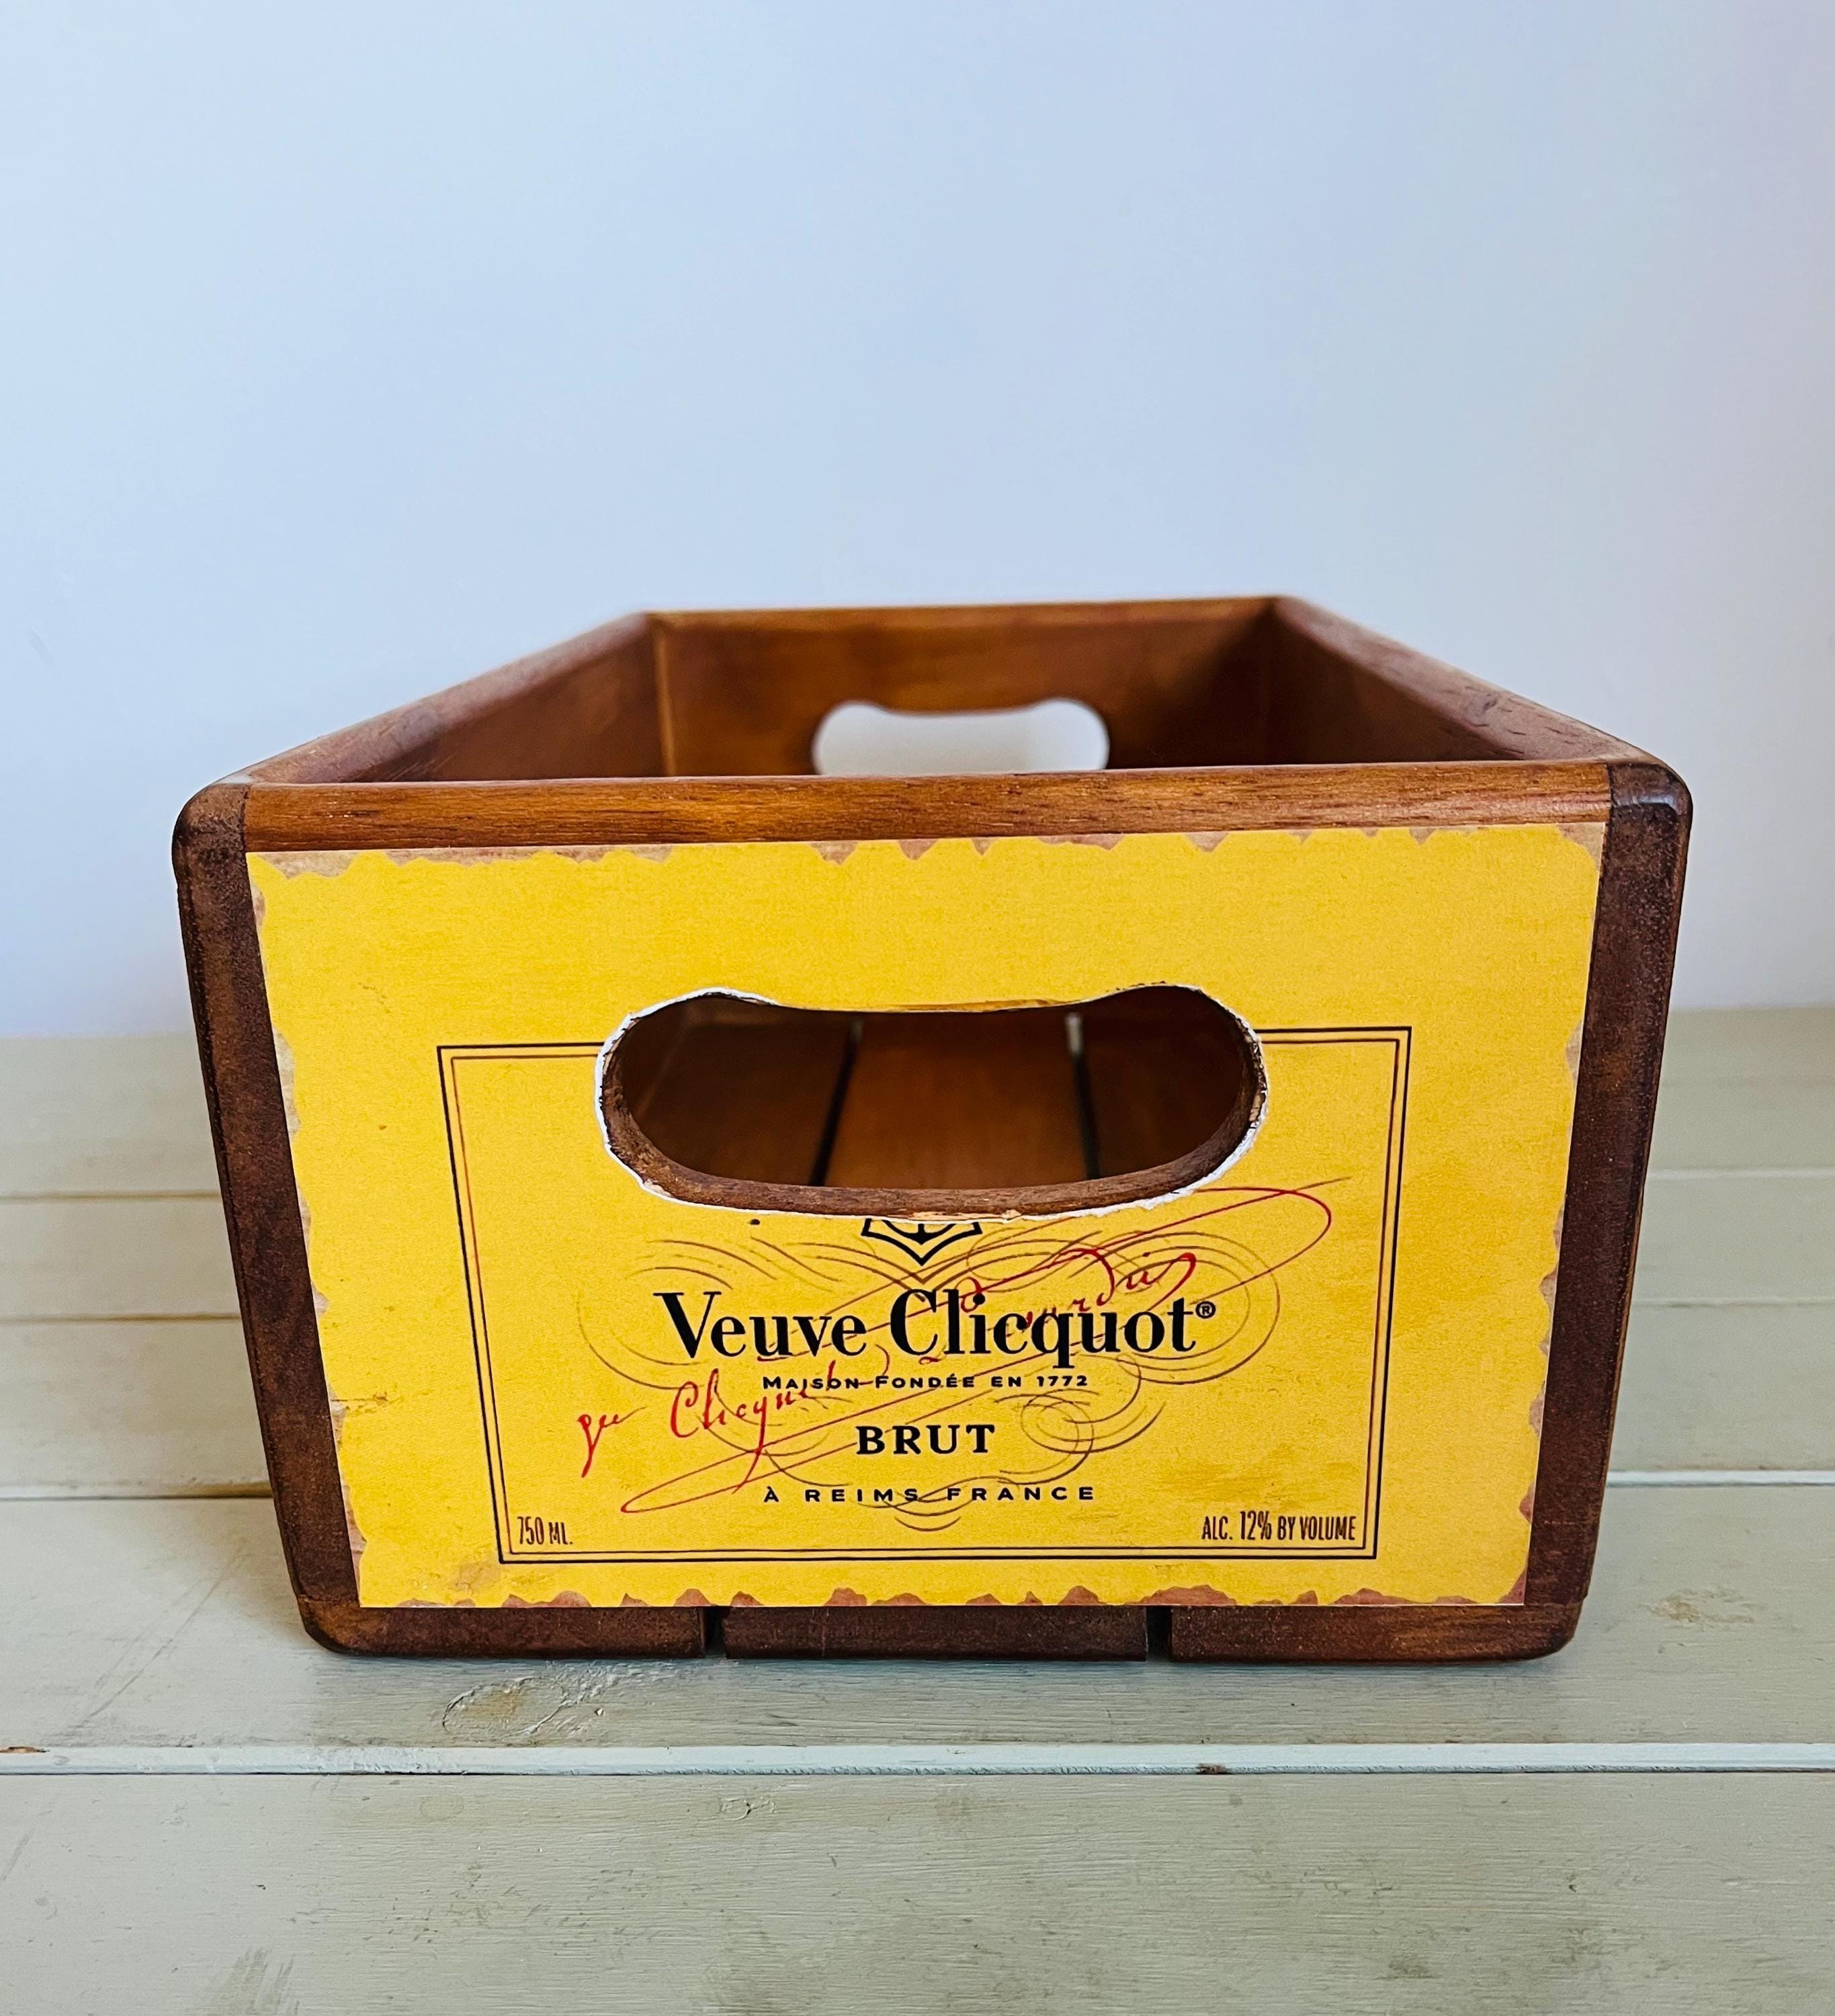 Veuve Clicquot®
MAISON FONDÉE EN 1772
BRUT
À REIMS FRANCE
750 ML.
ALC. 12% BY VOLUME